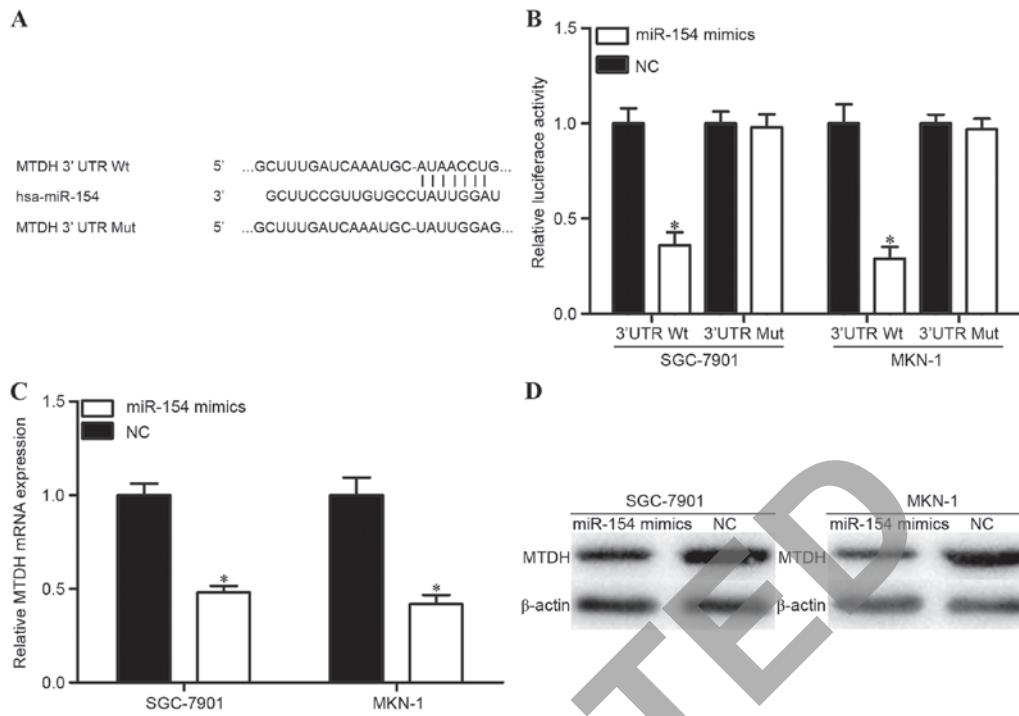 A
MTDH 3' UTR Wt 5' ...GCUUUGAUCAAAUGC-AUAACCUG...
hsa-miR-154 3' GCUUCCGUUGUGCCUAUUGGAU
MTDH 3' UTR Mut 5' ...GCUUUGAUCAAAUGC-UAUUGGAG...
B
miR-154 mimics
NC
Relative luciferace activity
1.5
1.0
0.5
0.0
*
*
3'UTR Wt 3'UTR Mut 3'UTR Wt 3'UTR Mut
SGC-7901 MKN-1
C
miR-154 mimics
NC
Relative MTDH mRNA expression
1.5
1.0
0.5
0.0
*
*
SGC-7901 MKN-1
D
SGC-7901 MKN-1
miR-154 mimics NC miR-154 mimics NC
MTDH MTDH
β-actin β-actin
TED